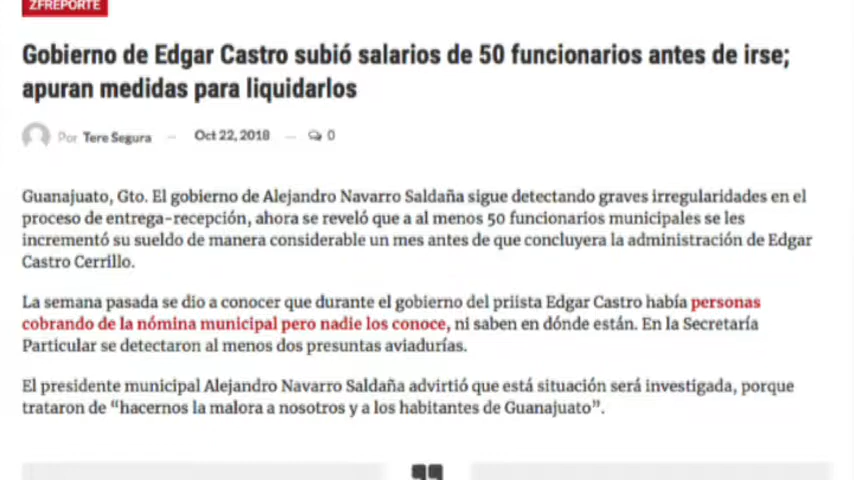 ZFREPORTE
Gobierno de Edgar Castro subió salarios de 50 funcionarios antes de irse;
apuran medidas para liquidarlos
Por Tere Segura — Oct 22, 2018 — 0
Guanajuato, Gto. El gobierno de Alejandro Navarro Saldaña sigue detectando graves irregularidades en el
proceso de entrega-recepción, ahora se reveló que a al menos 50 funcionarios municipales se les
incrementó su sueldo de manera considerable un mes antes de que concluyera la administración de Edgar
Castro Cerrillo.
La semana pasada se dio a conocer que durante el gobierno del priista Edgar Castro había personas
cobrando de la nómina municipal pero nadie los conoce, ni saben en dónde están. En la Secretaría
Particular se detectaron al menos dos presuntas aviadurías.
El presidente municipal Alejandro Navarro Saldaña advirtió que está situación será investigada, porque
trataron de “hacernos la malora a nosotros y a los habitantes de Guanajuato”.